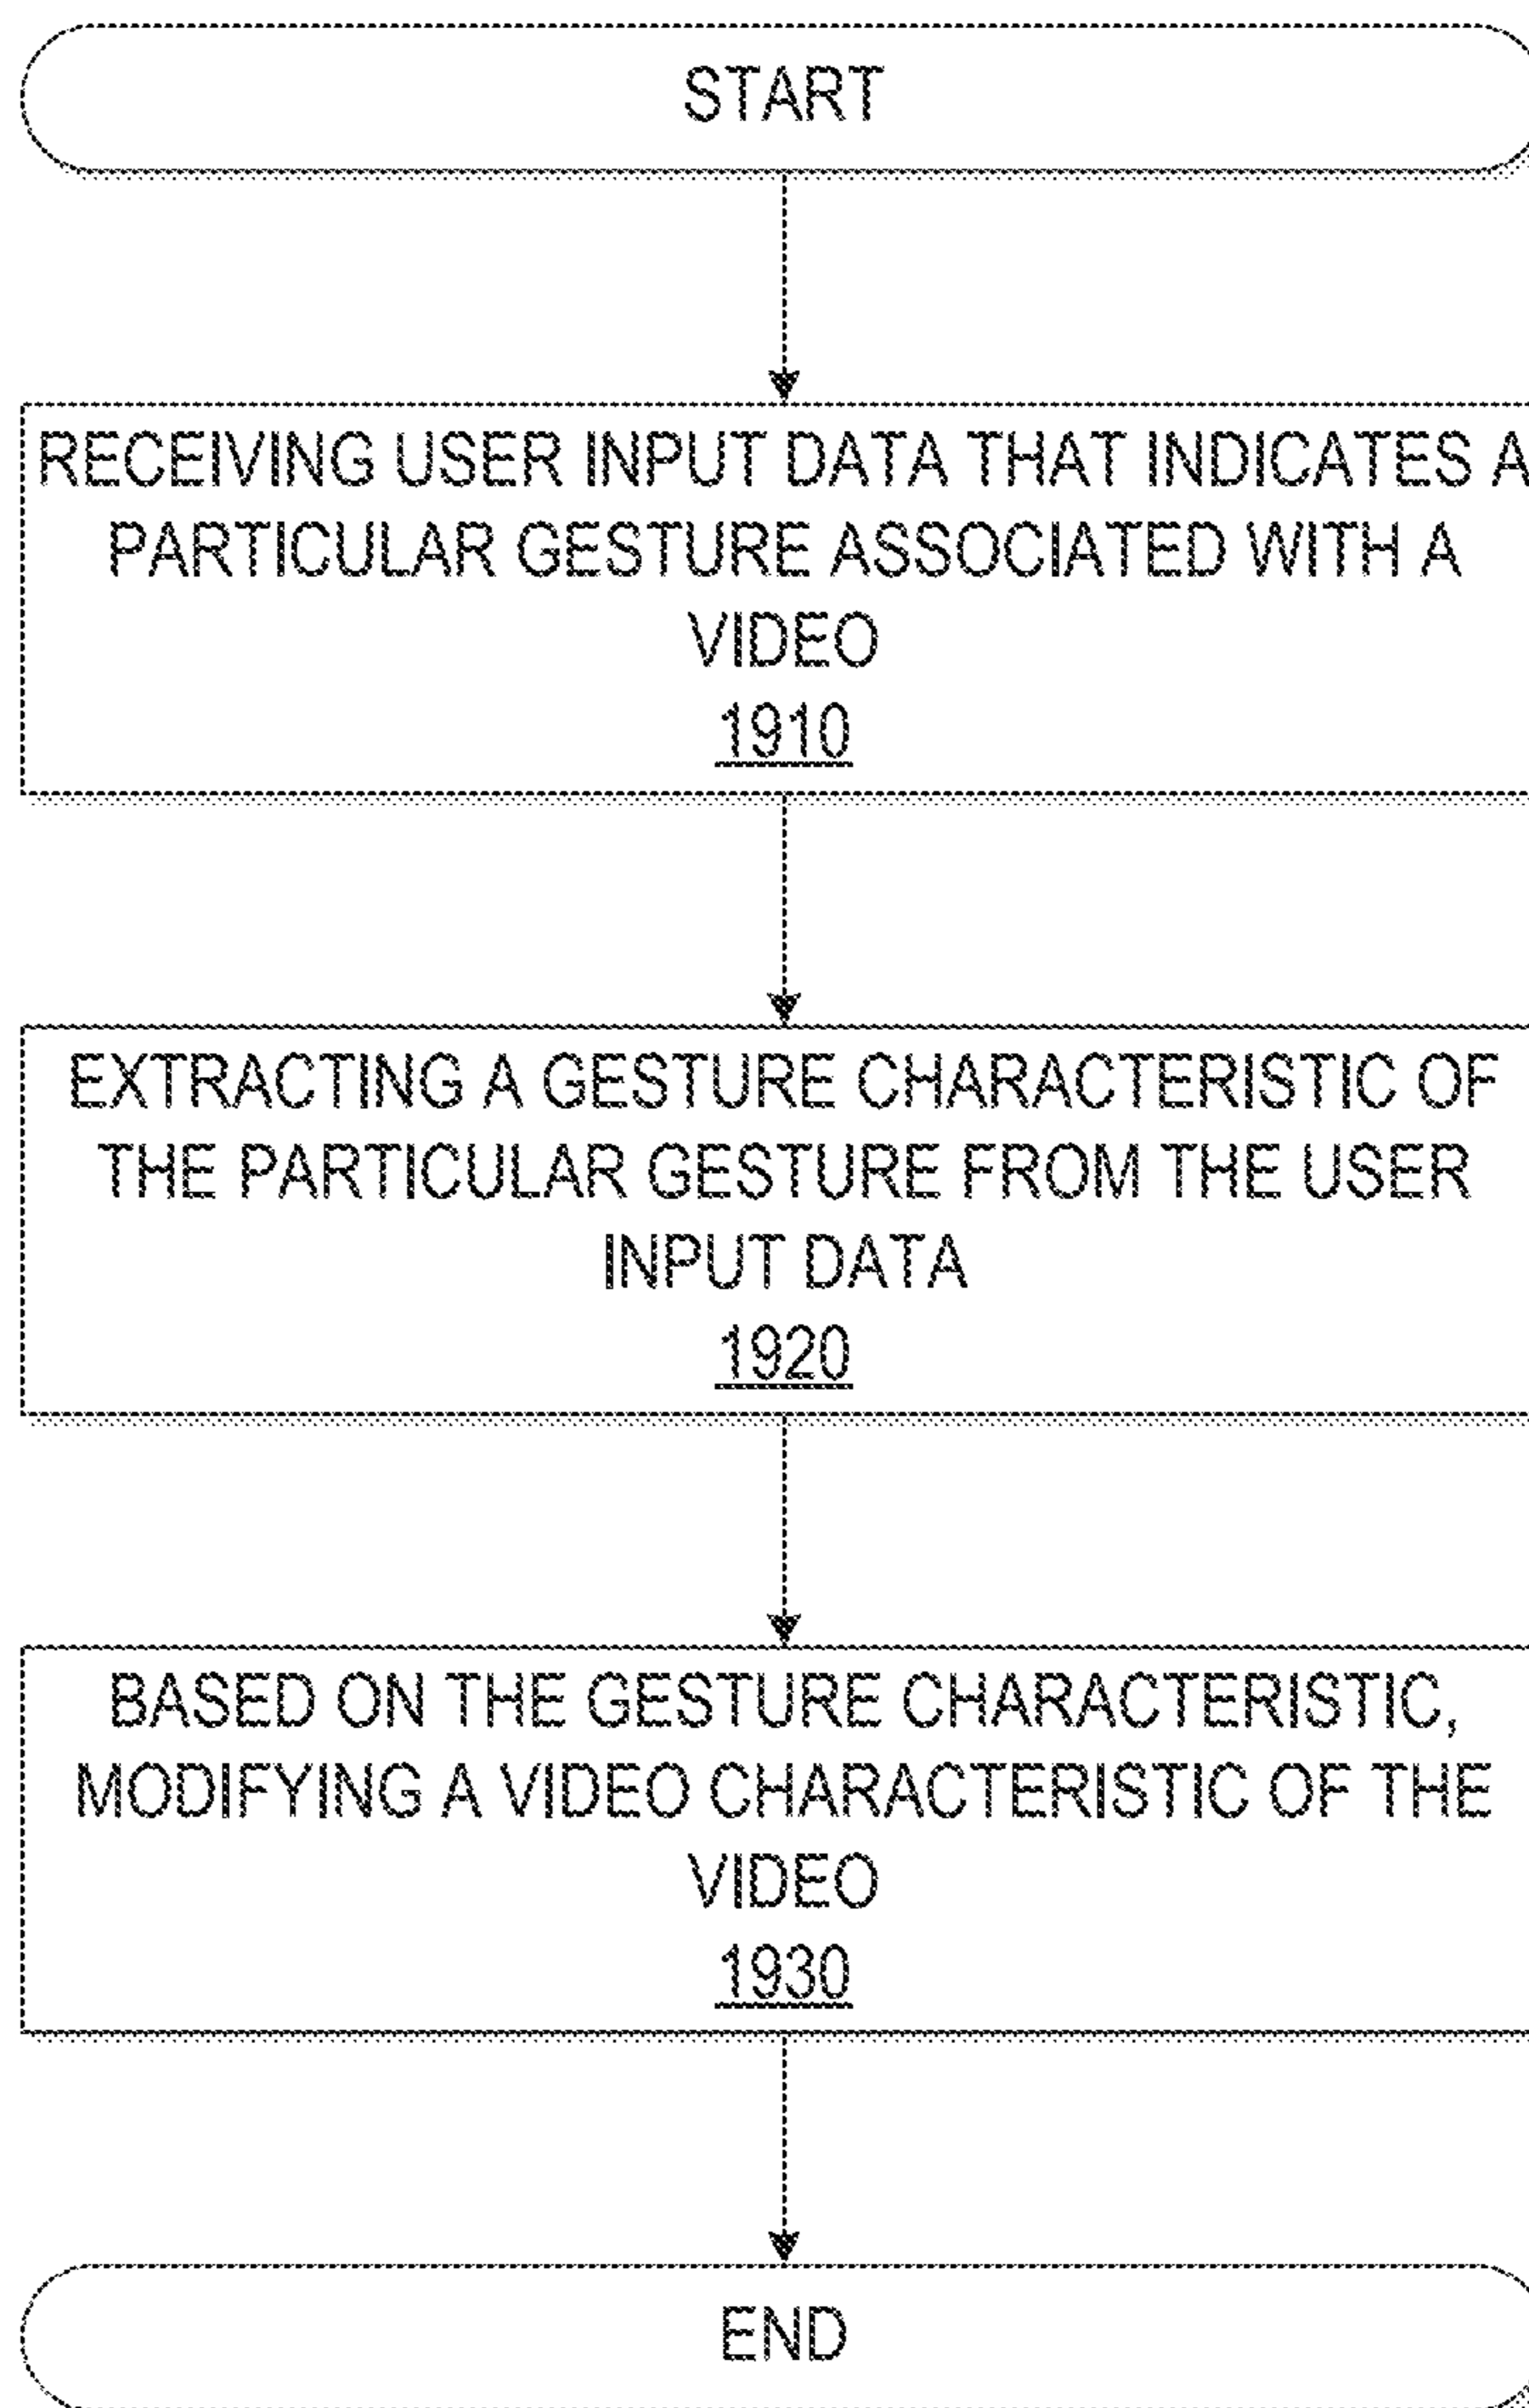 START
RECEIVING USER INPUT DATA THAT INDICATES A
PARTICULAR GESTURE ASSOCIATED WITH A
VIDEO
1910
EXTRACTING A GESTURE CHARACTERISTIC OF
THE PARTICULAR GESTURE FROM THE USER
INPUT DATA
1920
BASED ON THE GESTURE CHARACTERISTIC,
MODIFYING A VIDEO CHARACTERISTIC OF THE
VIDEO
1930
END